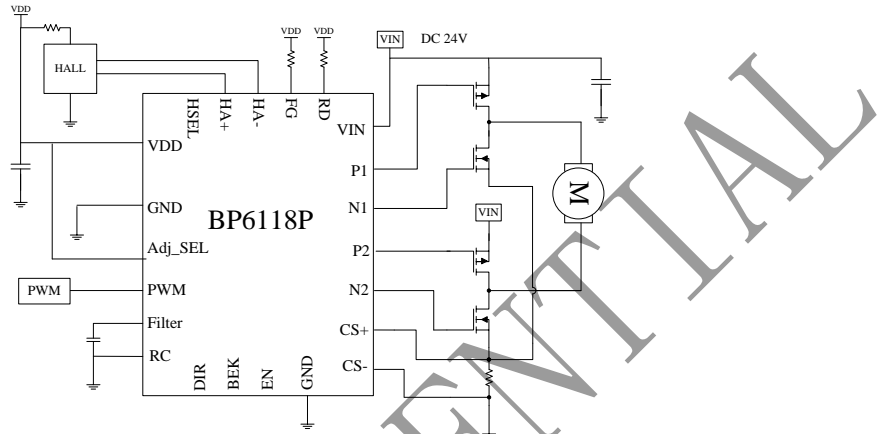 VDD
HALL
VDD
VDD
VIN
DC 24V
HSEL
HA+
HA-
FG
RD
VDD
VIN
P1
GND
N1
BP6118P
VIN
M
Adj_SEL
P2
PWM
PWM
N2
Filter
CS+
RC
CS-
DIR
BEK
EN
GND
ENTIAL